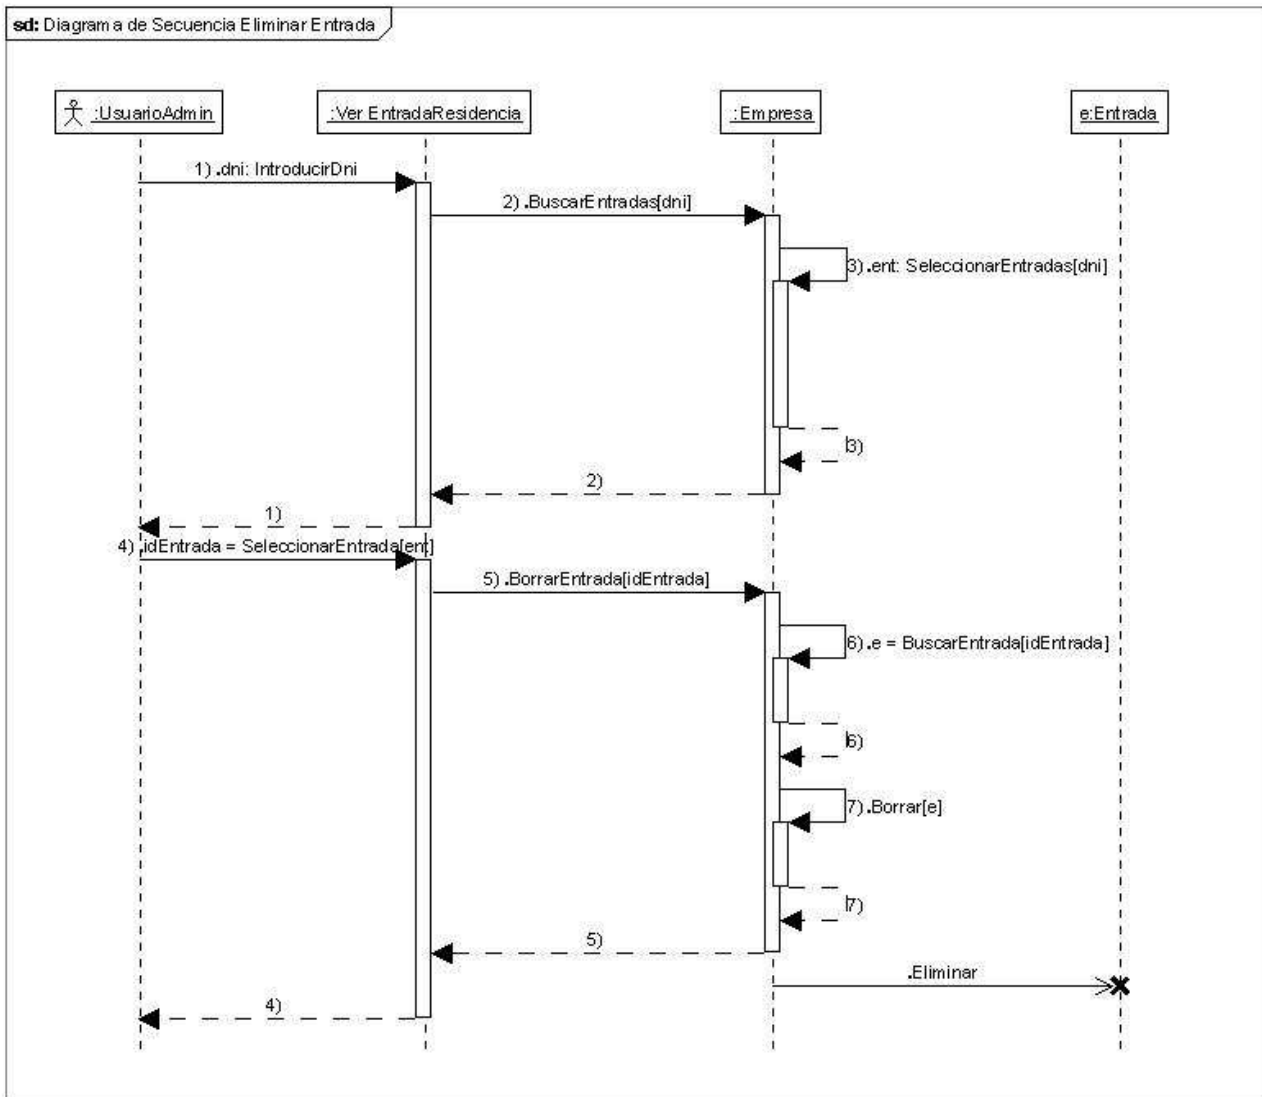 sd: Diagrama de Secuencia Eliminar Entrada
:UsuarioAdmin
:Ver EntradaResidencia
:Empresa
e:Entrada
1) .dni: IntroducirDni
2) .BuscarEntradas[dni]
3) .ent: SeleccionarEntradas[dni]
3)
2)
1)
4) .idEntrada = SeleccionarEntrada[ent]
5) .BorrarEntrada[idEntrada]
6) .e = BuscarEntrada[idEntrada]
6)
7) .Borrar[e]
7)
5)
.Eliminar
4)